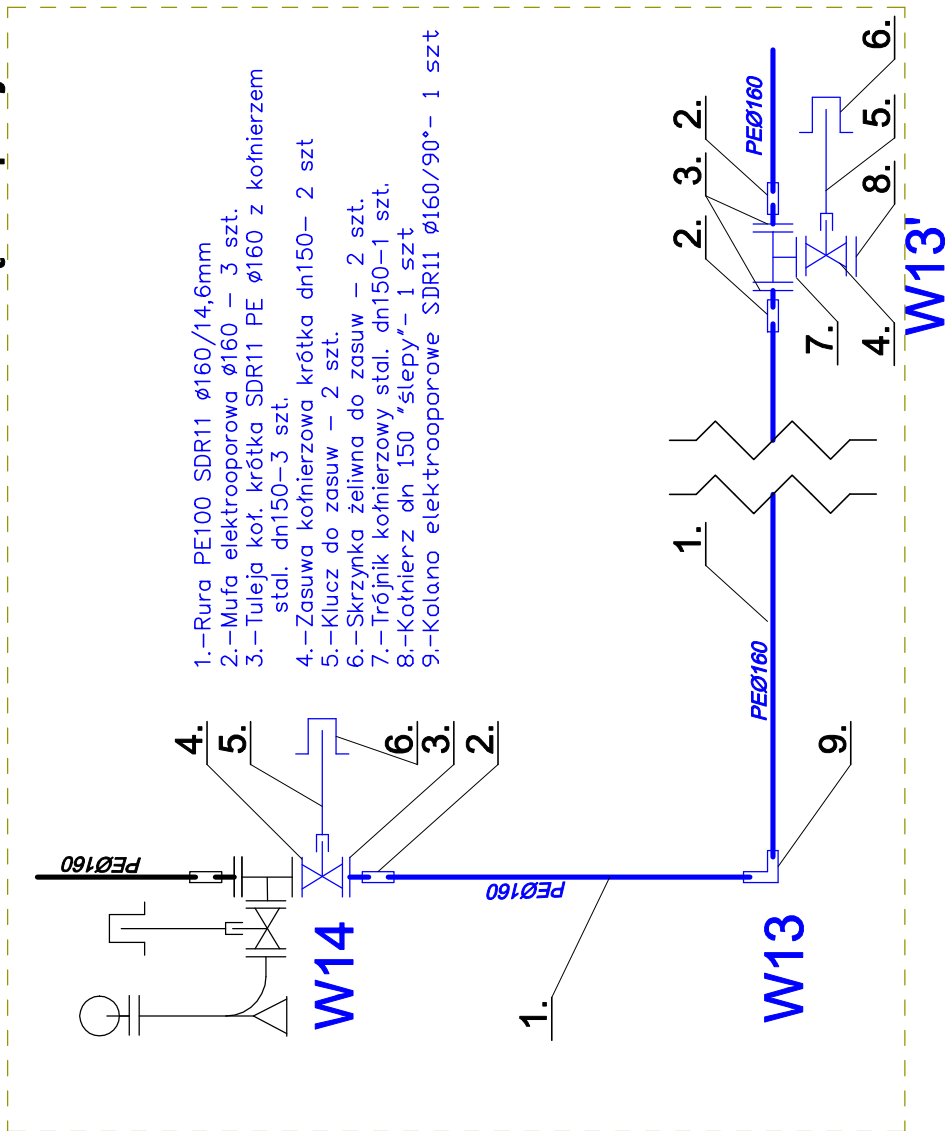 1.-Rura PE100 SDR11 ø160/14,6mm
2.-Mufa elektrooporowa ø160 - 3 szt.
3.-Tuleja koł. krótka SDR11 PE ø160 z kołnierzem
stal. dn150-3 szt.
4.-Zasuwa kołnierzowa krótka dn150- 2 szt
5.-Klucz do zasuw - 2 szt.
6.-Skrzynka żeliwna do zasuw - 2 szt.
7.-Trójnik kołnierzowy stal. dn150-1 szt.
8.-Kołnierz dn 150 "ślepy"- 1 szt
9.-Kolano elektrooporowe SDR11 ø160/90°- 1 szt
4.
5.
6.
3.
2.
PEØ160
W14
PEØ160
1.
W13
9.
PEØ160
1.
2.
3.
2.
PEØ160
6.
5.
8.
4.
7.
W13'